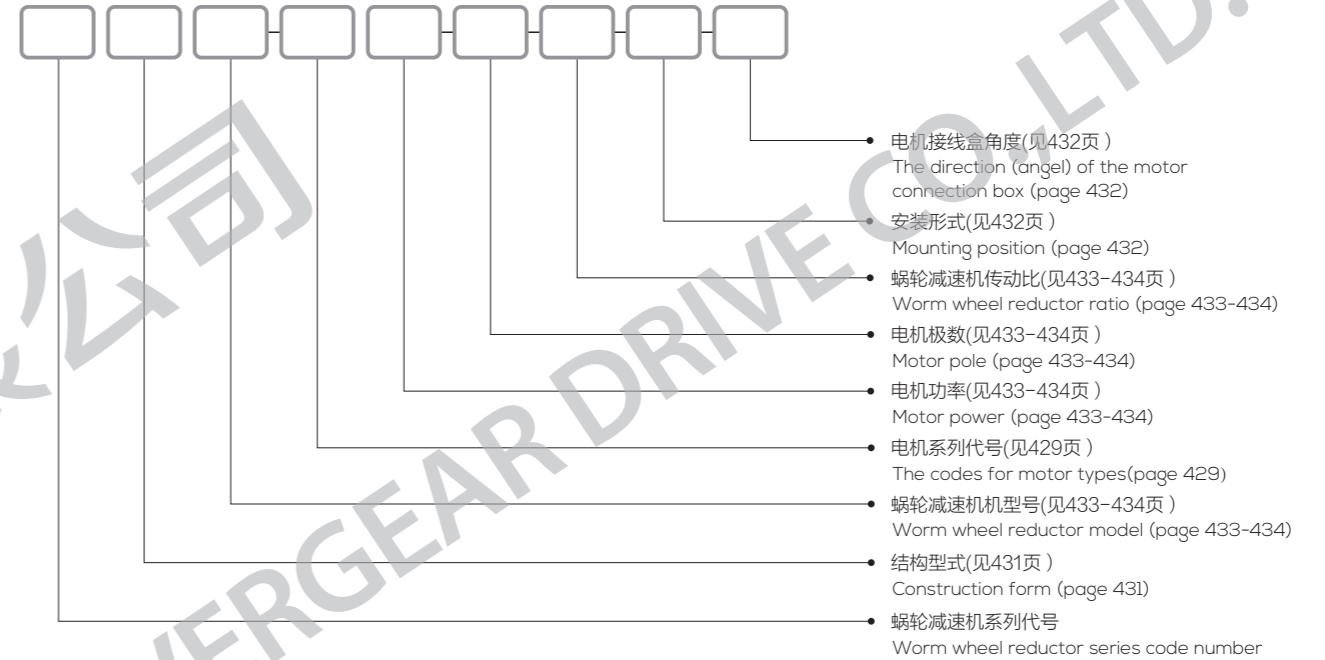 电机接线盒角度(见432页 )
The direction (angel) of the motor
connection box (page 432)
安装形式(见432页 )
Mounting position (page 432)
蜗轮减速机传动比(见433-434页 )
Worm wheel reductor ratio (page 433-434)
电机极数(见433-434页 )
Motor pole (page 433-434)
电机功率(见433-434页 )
Motor power (page 433-434)
电机系列代号(见429页 )
The codes for motor types(page 429)
蜗轮减速机机型号(见433-434页 )
Worm wheel reductor model (page 433-434)
结构型式(见431页 )
Construction form (page 431)
蜗轮减速机系列代号
Worm wheel reductor series code number
公司
VERGEAR DRIVE CO.,LTD.